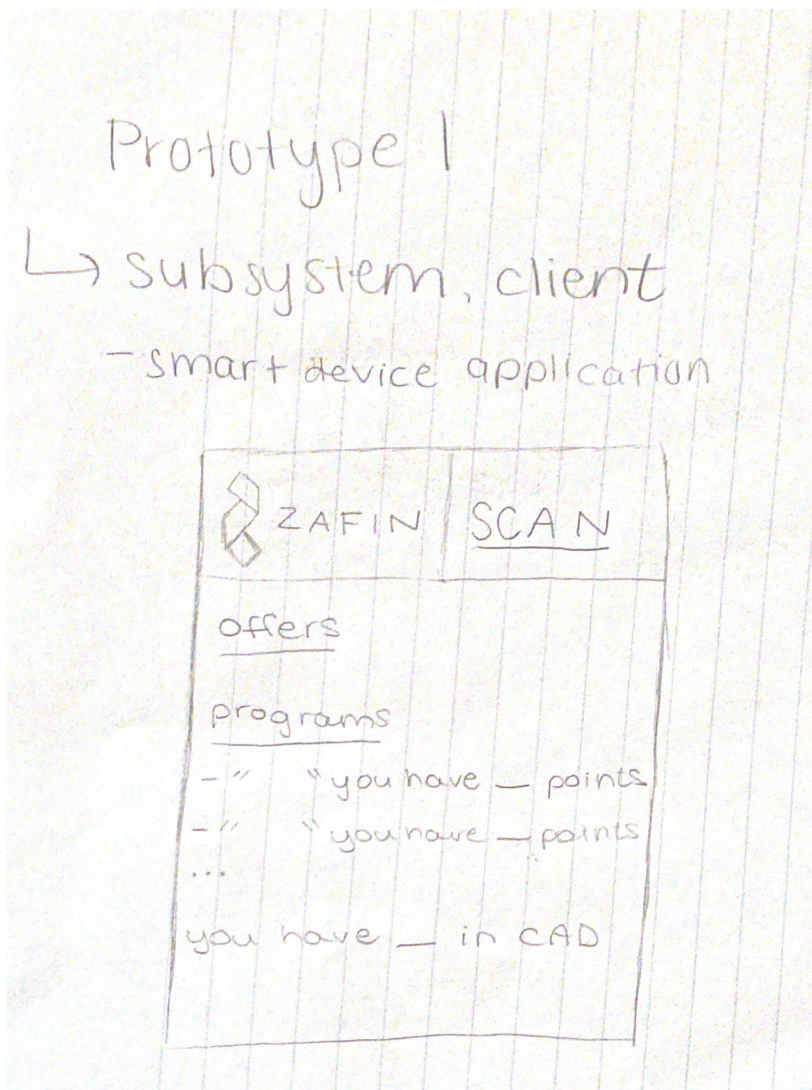 Prototype 1
↳ subsystem, client
- smart device application
ZAFIN SCAN
offers
programs
- " " you have _ points
- " " you have _ points
...
you have _ in CAD